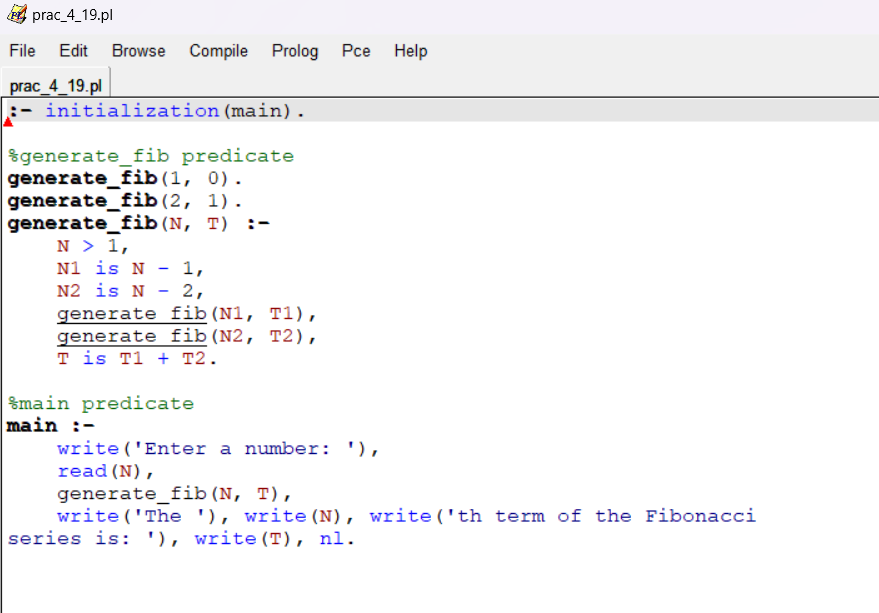 prac_4_19.pl
File Edit Browse Compile Prolog Pce Help
prac_4_19.pl
:- initialization(main).
%generate_fib predicate
generate_fib(1, 0).
generate_fib(2, 1).
generate_fib(N, T) :-
    N > 1,
    N1 is N - 1,
    N2 is N - 2,
    generate_fib(N1, T1),
    generate_fib(N2, T2),
    T is T1 + T2.
%main predicate
main :-
    write('Enter a number: '),
    read(N),
    generate_fib(N, T),
    write('The '), write(N), write('th term of the Fibonacci
series is: '), write(T), nl.